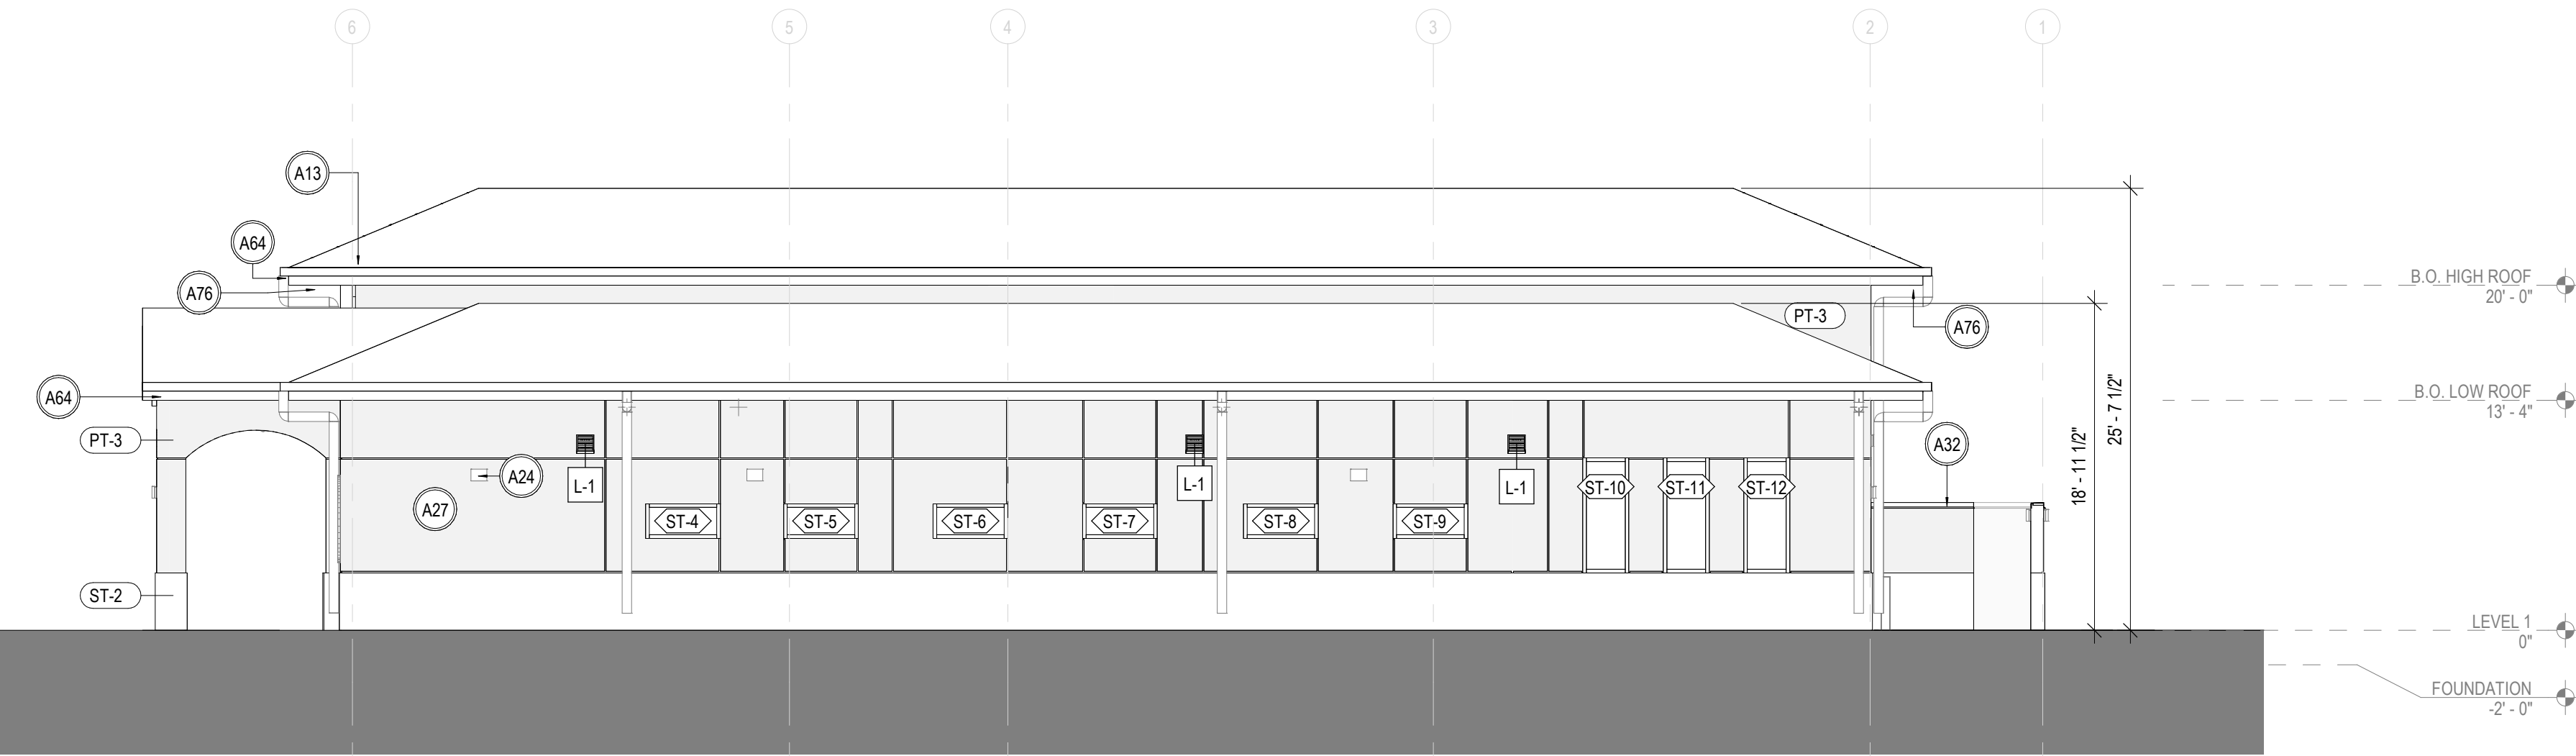 6
5
4
3
2
1
A13
A64
A76
B.O. HIGH ROOF
20' - 0"
PT-3
A76
A64
B.O. LOW ROOF
13' - 4"
25' - 7 1/2"
18' - 11 1/2"
PT-3
A32
A24
L-1
L-1
L-1
A27
ST-4
ST-5
ST-6
ST-7
ST-8
ST-9
ST-10
ST-11
ST-12
ST-2
LEVEL 1
0"
FOUNDATION
-2' - 0"